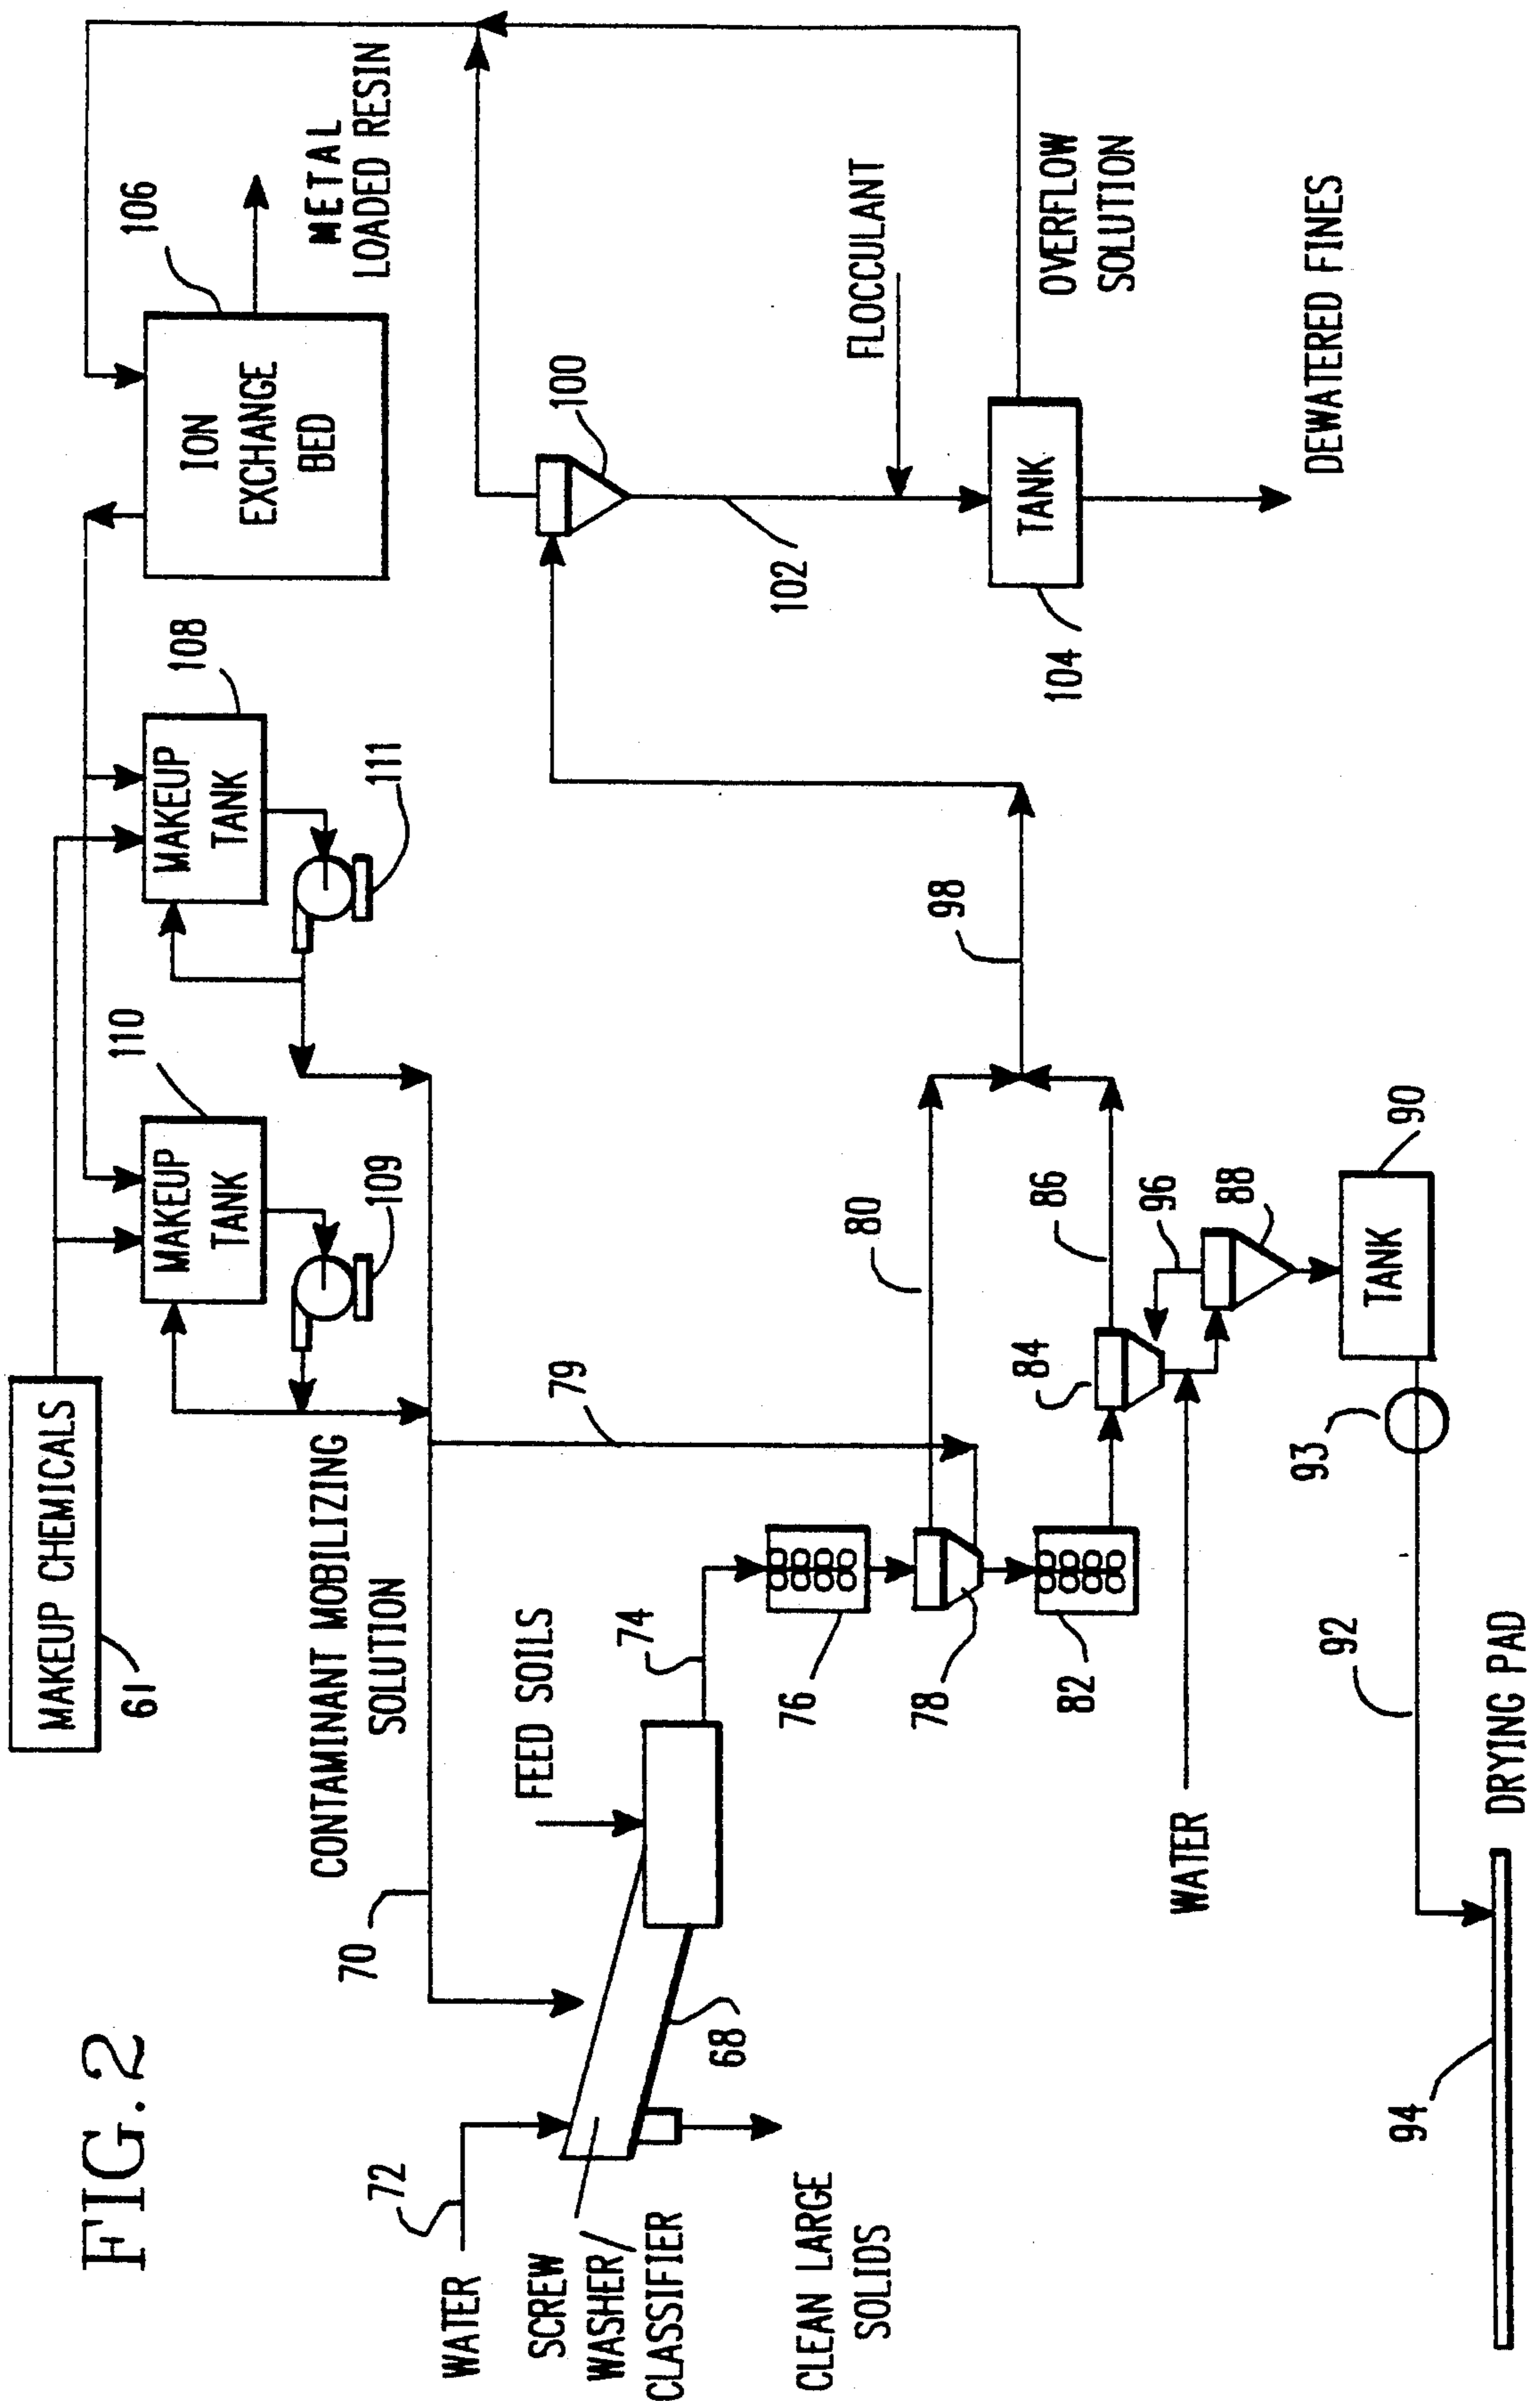 FIG.2
MAKEUP CHEMICALS
61
MAKEUP
TANK
110
109
MAKEUP
TANK
108
111
ION
EXCHANGE
BED
106
METAL
LOADED RESIN
CONTAMINANT MOBILIZING
SOLUTION
70
72
WATER
SCREW
WASHER/
CLASSIFIER
68
CLEAN LARGE
SOLIDS
FEED SOILS
74
76
78
79
80
82
84
86
WATER
96
88
90
TANK
93
92
94
DRYING PAD
98
100
102
FLOCCULANT
TANK
104
OVERFLOW
SOLUTION
DEWATERED FINES